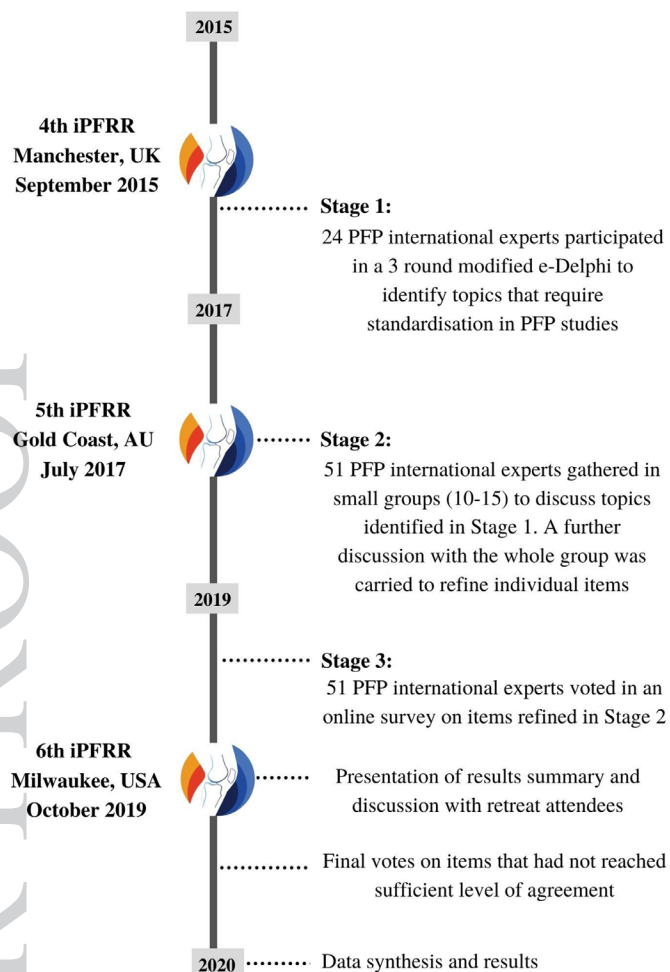 2015
4th iPFRR
Manchester, UK
September 2015
Stage 1:
24 PFP international experts participated
in a 3 round modified e-Delphi to
identify topics that require
standardisation in PFP studies
2017
5th iPFRR
Gold Coast, AU
July 2017
Stage 2:
51 PFP international experts gathered in
small groups (10-15) to discuss topics
identified in Stage 1. A further
discussion with the whole group was
carried to refine individual items
2019
Stage 3:
51 PFP international experts voted in an
online survey on items refined in Stage 2
6th iPFRR
Milwaukee, USA
October 2019
Presentation of results summary and
discussion with retreat attendees
Final votes on items that had not reached
sufficient level of agreement
2020
Data synthesis and results
R PROOF